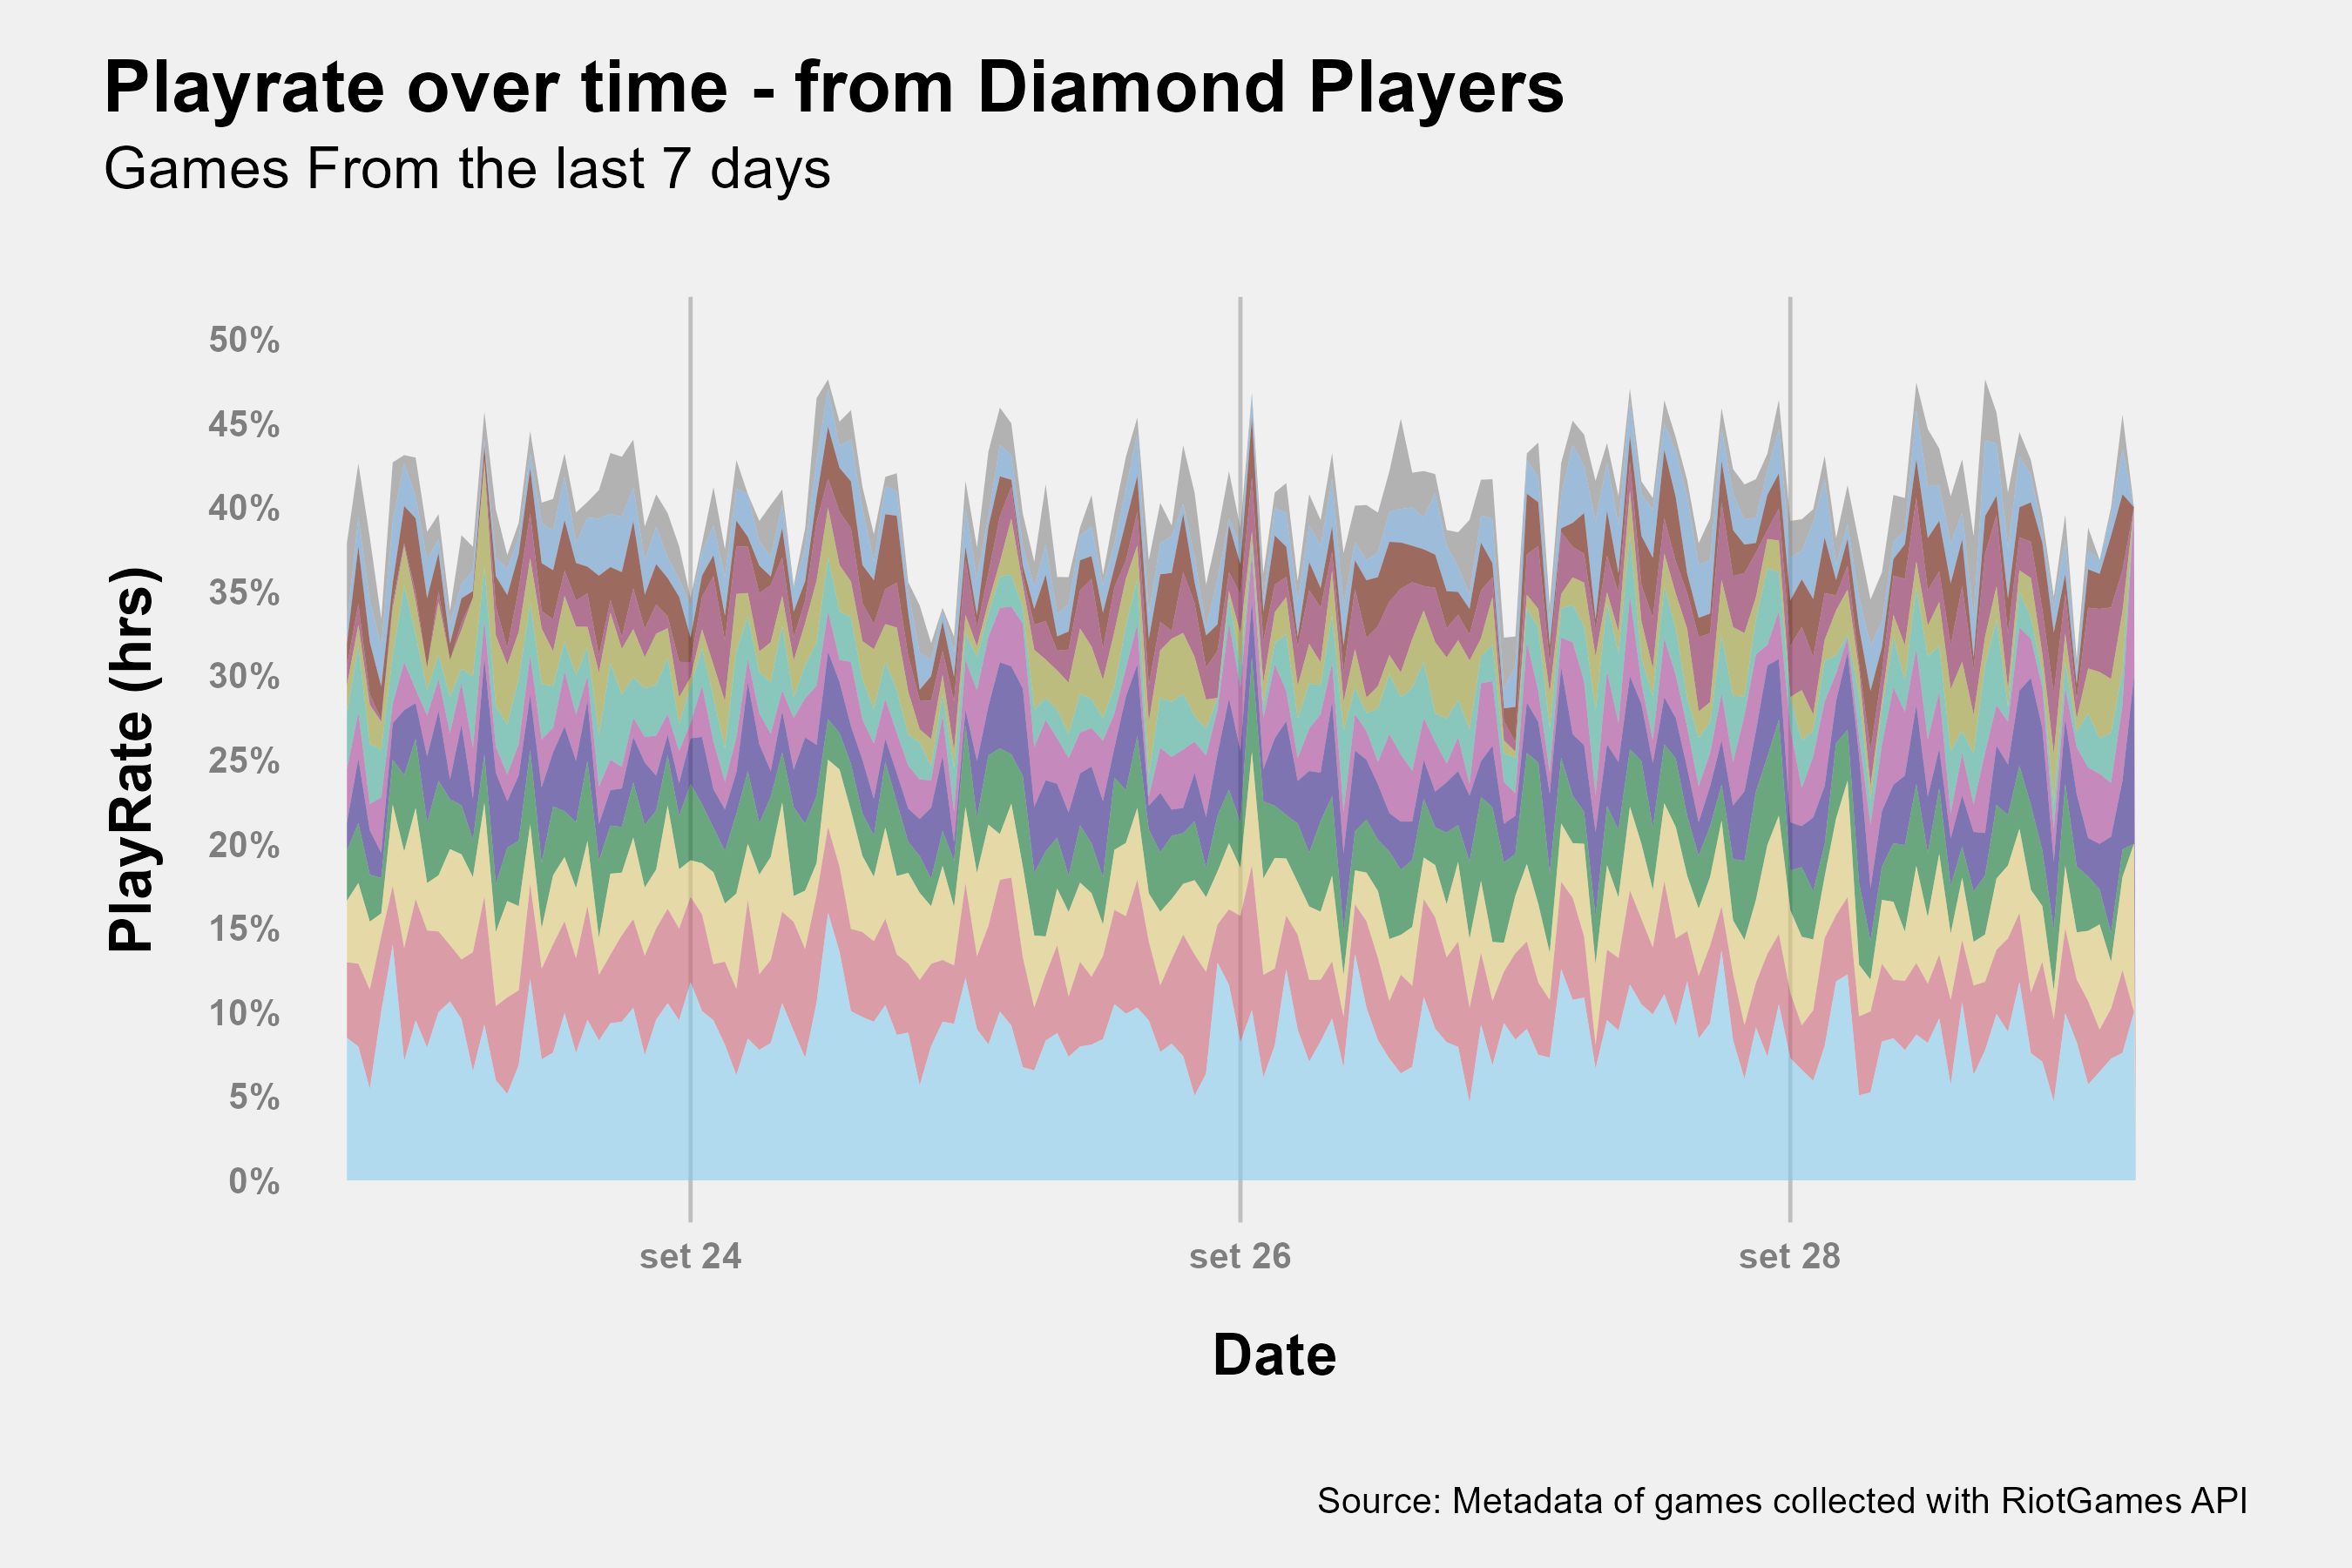 Playrate over time - from Diamond Players
Games From the last 7 days
PlayRate (hrs)
50%
45%
40%
35%
30%
25%
20%
15%
10%
5%
0%
set 24
set 26
set 28
Date
Source: Metadata of games collected with RiotGames API